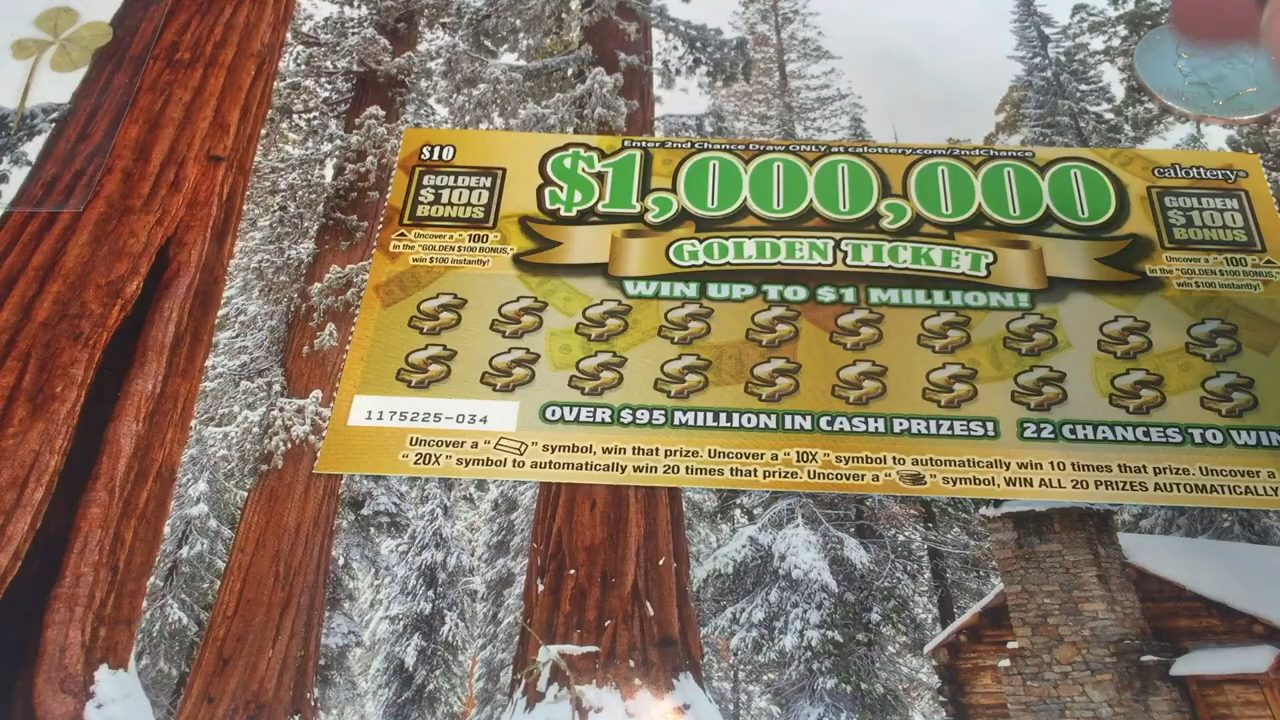 Enter 2nd Chance Draw ONLY at calottery.com/2ndChance
$10
$1,000,000
calottery®
GOLDEN
$100
BONUS
GOLDEN
$100
BONUS
Uncover a "100"
in the "GOLDEN $100 BONUS,"
win $100 instantly!
GOLDEN TICKET
Uncover a "100"
in the "GOLDEN $100 BONUS,"
win $100 instantly!
WIN UP TO $1 MILLION!
$ $ $ $ $ $ $ $ $ $
$ $ $ $ $ $ $ $ $ $
1175225-034
OVER $95 MILLION IN CASH PRIZES!
22 CHANCES TO WIN
Uncover a " " symbol, win that prize. Uncover a "10X" symbol to automatically win 10 times that prize. Uncover a
"20X" symbol to automatically win 20 times that prize. Uncover a " " symbol, WIN ALL 20 PRIZES AUTOMATICALLY